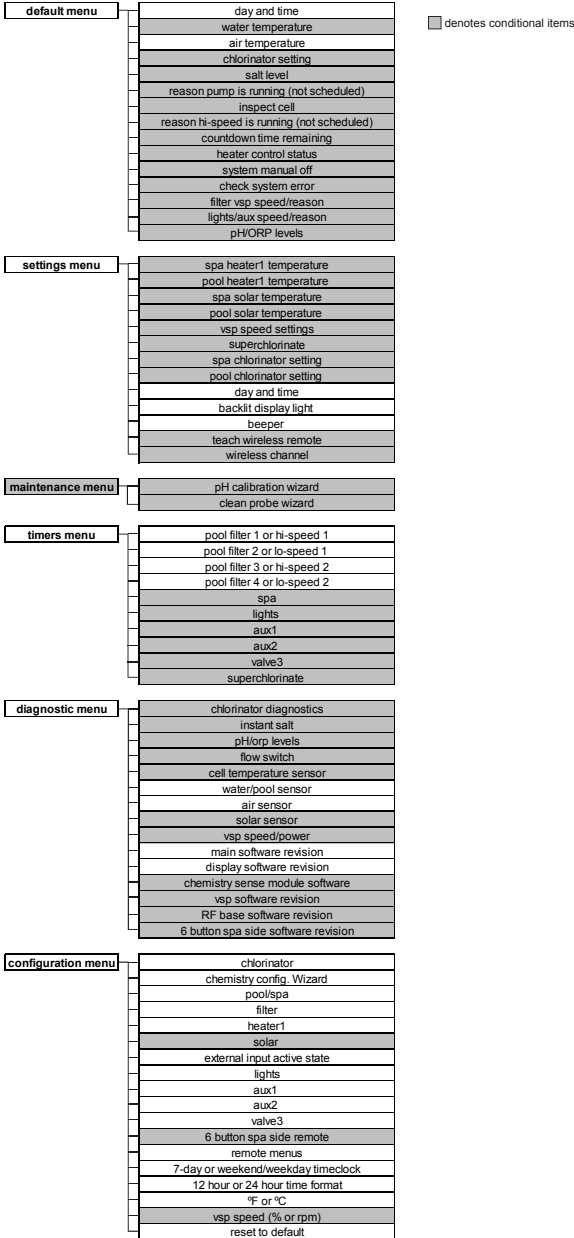 default menu
day and time
water temperature
air temperature
chlorinator setting
salt level
reason pump is running (not scheduled)
inspect cell
reason hi-speed is running (not scheduled)
countdown time remaining
heater control status
system manual off
check system error
filter vsp speed/reason
lights/aux speed/reason
pH/ORP levels
denotes conditional items
settings menu
spa heater1 temperature
pool heater1 temperature
spa solar temperature
pool solar temperature
vsp speed settings
superchlorinate
spa chlorinator setting
pool chlorinator setting
day and time
backlit display light
beeper
teach wireless remote
wireless channel
maintenance menu
pH calibration wizard
clean probe wizard
timers menu
pool filter 1 or hi-speed 1
pool filter 2 or lo-speed 1
pool filter 3 or hi-speed 2
pool filter 4 or lo-speed 2
spa
lights
aux1
aux2
valve3
superchlorinate
diagnostic menu
chlorinator diagnostics
instant salt
pH/orp levels
flow switch
cell temperature sensor
water/pool sensor
air sensor
solar sensor
vsp speed/power
main software revision
display software revision
chemistry sense module software
vsp software revision
RF base software revision
6 button spa side software revision
configuration menu
chlorinator
chemistry config. Wizard
pool/spa
filter
heater1
solar
external input active state
lights
aux1
aux2
valve3
6 button spa side remote
remote menus
7-day or weekend/weekday timeclock
12 hour or 24 hour time format
ºF or ºC
vsp speed (% or rpm)
reset to default